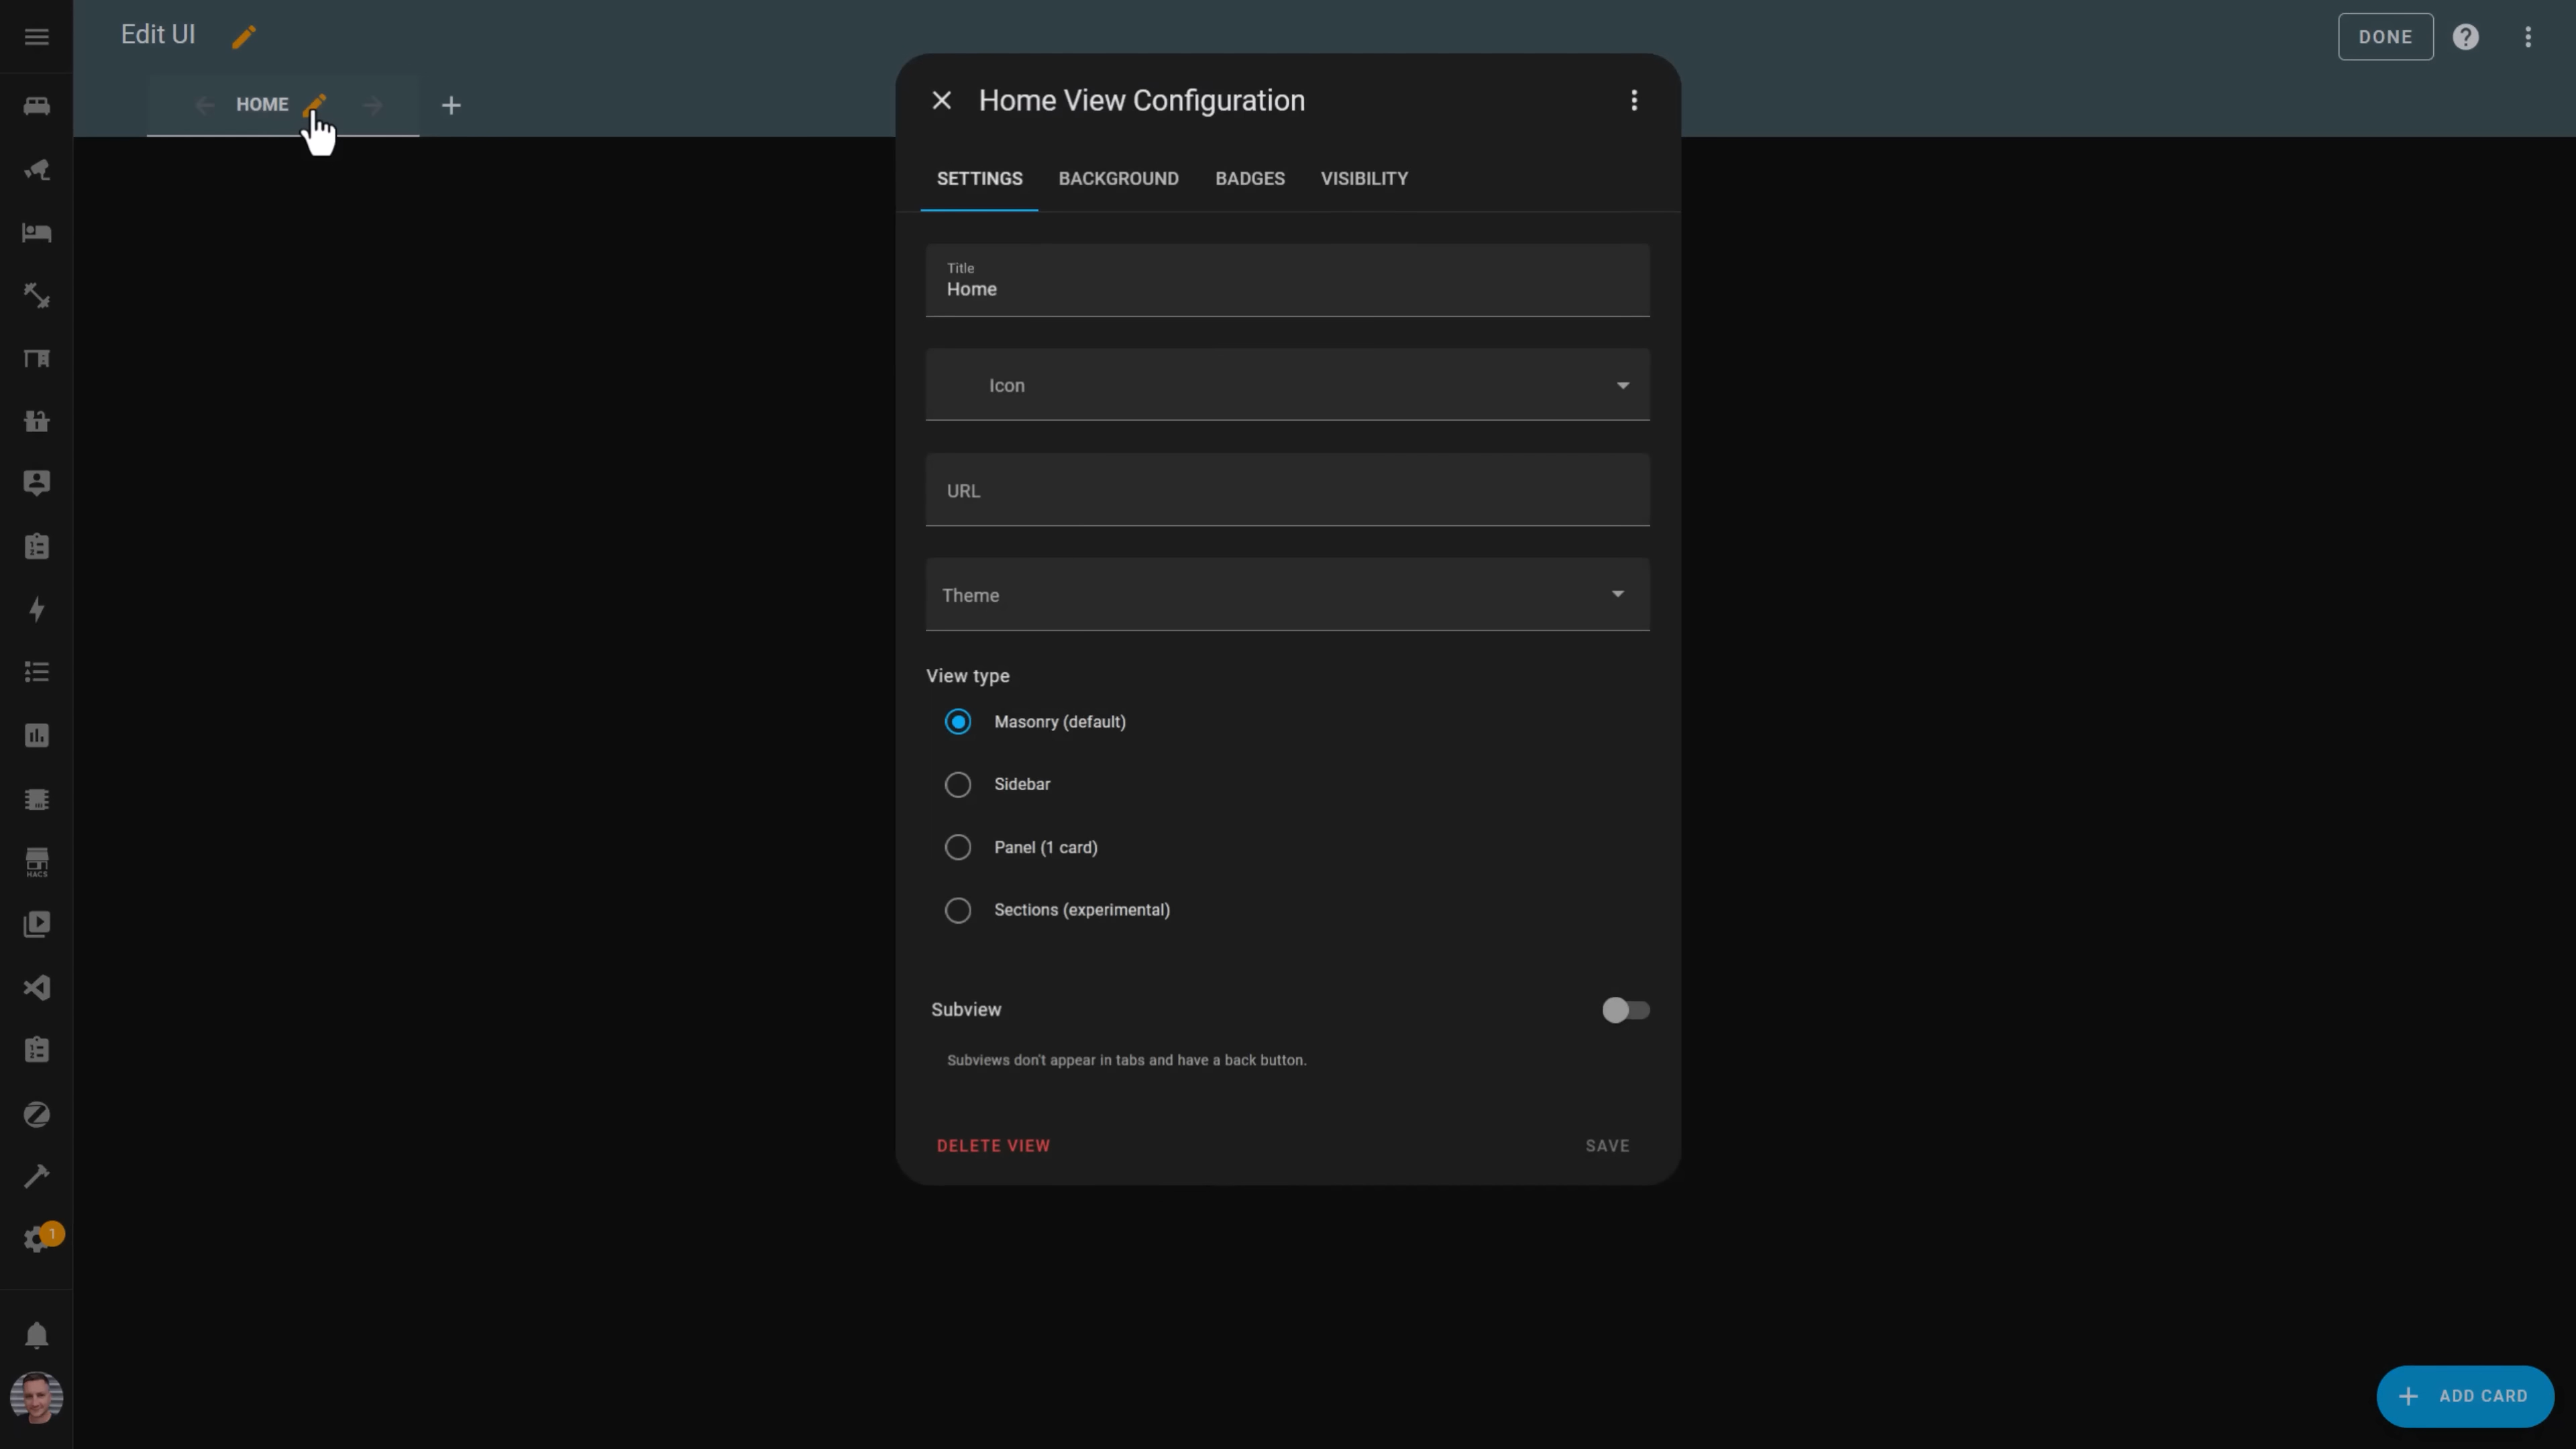 Edit UI
DONE
HOME
Home View Configuration
SETTINGS
BACKGROUND
BADGES
VISIBILITY
Title
Home
Icon
URL
Theme
View type
Masonry (default)
Sidebar
Panel (1 card)
Sections (experimental)
Subview
Subviews don't appear in tabs and have a back button.
DELETE VIEW
SAVE
HACS
1
ADD CARD